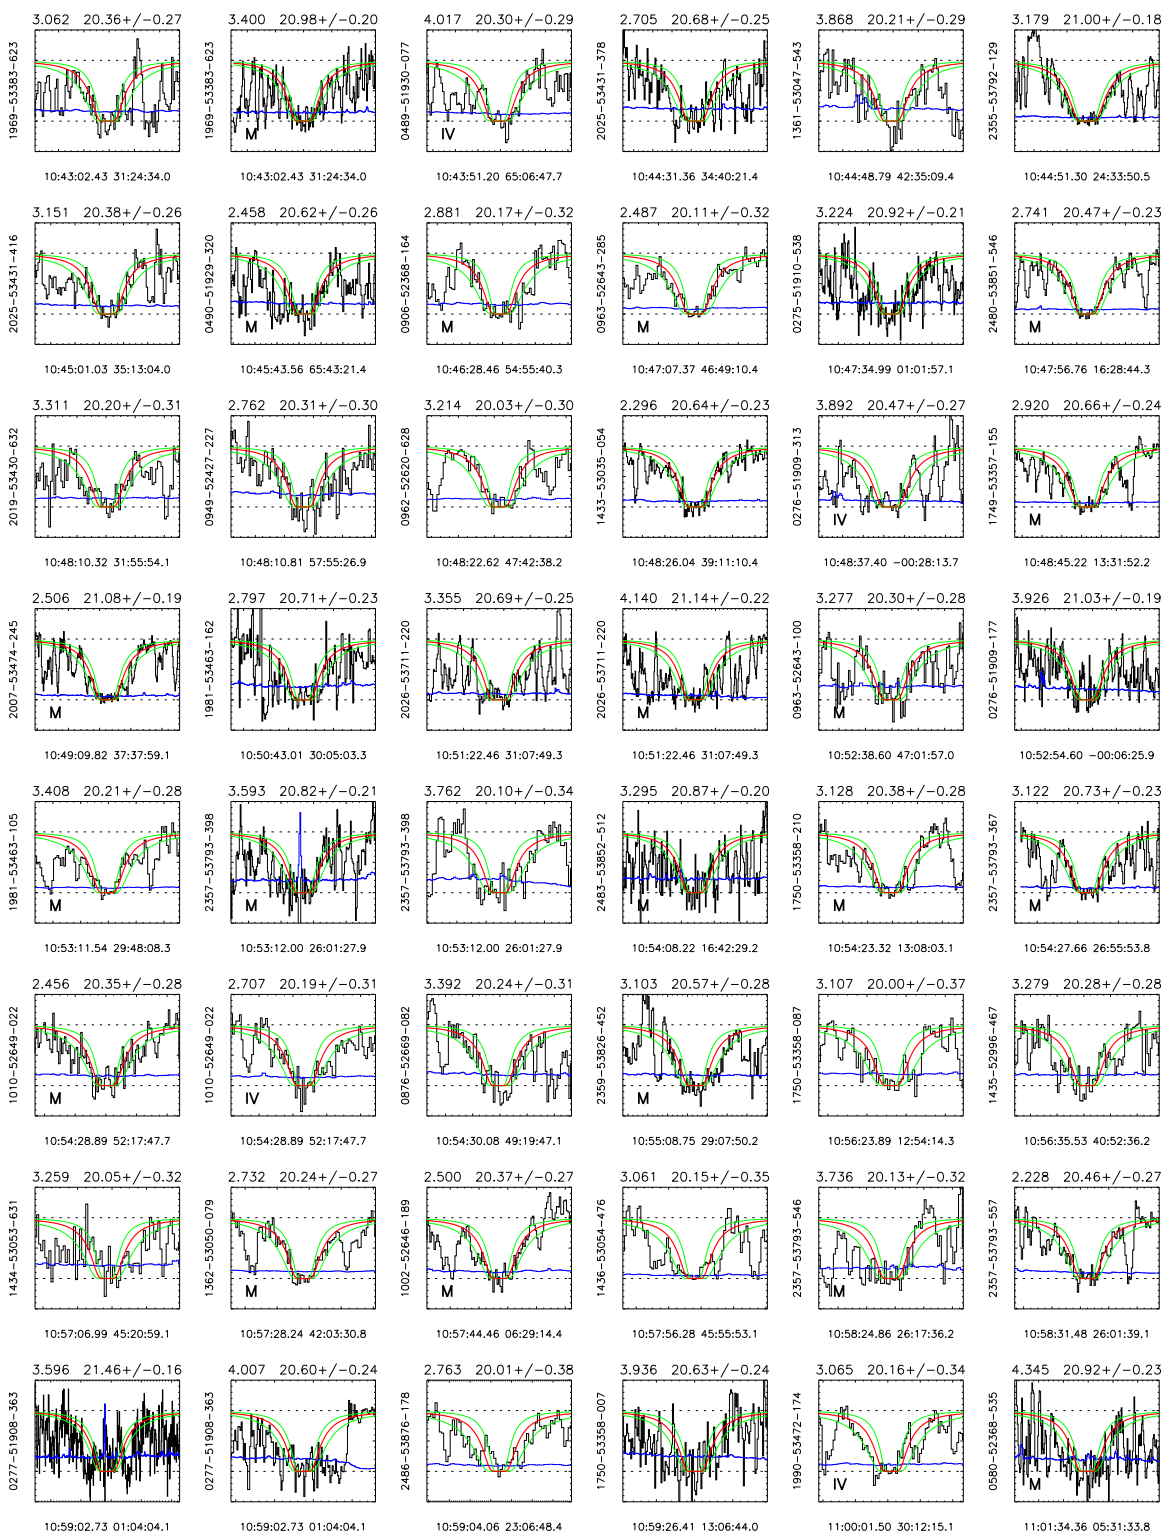 3.062 20.36+/−0.27 3.400 20.98+/−0.20 4.017 20.30+/−0.29 2.705 20.68+/−0.25 3.868 20.21+/−0.29 3.179 21.00+/−0.18
1969−53383−623 1969−53383−623 0489−51930−077 2025−53431−378 1361−53047−543 2355−53792−129
M IV
10:43:02.43 31:24:34.0 10:43:02.43 31:24:34.0 10:43:51.20 65:06:47.7 10:44:31.36 34:40:21.4 10:44:48.79 42:35:09.4 10:44:51.30 24:33:50.5
3.151 20.38+/−0.26 2.458 20.62+/−0.26 2.881 20.17+/−0.32 2.487 20.11+/−0.32 3.224 20.92+/−0.21 2.741 20.47+/−0.23
2025−53431−416 0490−51929−320 0906−52368−164 0963−52643−285 0275−51910−538 2480−53851−546
M M M M M
10:45:01.03 35:13:04.0 10:45:43.56 65:43:21.4 10:46:28.46 54:55:40.3 10:47:07.37 46:49:10.4 10:47:34.99 01:01:57.1 10:47:56.76 16:28:44.3
3.311 20.20+/−0.31 2.762 20.31+/−0.30 3.214 20.03+/−0.30 2.296 20.64+/−0.23 3.892 20.47+/−0.27 2.920 20.66+/−0.24
2019−53430−632 0949−52427−227 0962−52620−628 1433−53035−054 0276−51909−313 1749−53357−155
IV M
10:48:10.32 31:55:54.1 10:48:10.81 57:55:26.9 10:48:22.62 47:42:38.2 10:48:26.04 39:11:10.4 10:48:37.40 −00:28:13.7 10:48:45.22 13:31:52.2
2.506 21.08+/−0.19 2.797 20.71+/−0.23 3.355 20.69+/−0.25 4.140 21.14+/−0.22 3.277 20.30+/−0.28 3.926 21.03+/−0.19
2007−53474−245 1981−53463−162 2026−53711−220 2026−53711−220 0963−52643−100 0276−51909−177
M M M
10:49:09.82 37:37:59.1 10:50:43.01 30:05:03.3 10:51:22.46 31:07:49.3 10:51:22.46 31:07:49.3 10:52:38.60 47:01:57.0 10:52:54.60 −00:06:25.9
3.408 20.21+/−0.28 3.593 20.82+/−0.21 3.762 20.10+/−0.34 3.295 20.87+/−0.20 3.128 20.38+/−0.28 3.122 20.73+/−0.23
1981−53463−105 2357−53793−398 2357−53793−398 2483−53852−512 1750−53358−210 2357−53793−367
M M M M M
10:53:11.54 29:48:08.3 10:53:12.00 26:01:27.9 10:53:12.00 26:01:27.9 10:54:08.22 16:42:29.2 10:54:23.32 13:08:03.1 10:54:27.66 26:55:53.8
2.456 20.35+/−0.28 2.707 20.19+/−0.31 3.392 20.24+/−0.31 3.103 20.57+/−0.28 3.107 20.00+/−0.37 3.279 20.28+/−0.28
1010−52649−022 1010−52649−022 0876−52669−082 2359−53826−452 1750−53358−087 1435−52996−467
M IV M
10:54:28.89 52:17:47.7 10:54:28.89 52:17:47.7 10:54:30.08 49:19:47.1 10:55:08.75 29:07:50.2 10:56:23.89 12:54:14.3 10:56:35.53 40:52:36.2
3.259 20.05+/−0.32 2.732 20.24+/−0.27 2.500 20.37+/−0.27 3.061 20.15+/−0.35 3.736 20.13+/−0.32 2.228 20.46+/−0.27
1434−53053−631 1362−53050−079 1002−52646−189 1436−53054−476 2357−53793−546 2357−53793−557
M M M
10:57:06.99 45:20:59.1 10:57:28.24 42:03:30.8 10:57:44.46 06:29:14.4 10:57:56.28 45:55:53.1 10:58:24.86 26:17:36.2 10:58:31.48 26:01:39.1
3.596 21.46+/−0.16 4.007 20.60+/−0.24 2.763 20.01+/−0.38 3.936 20.63+/−0.24 3.065 20.16+/−0.34 4.345 20.92+/−0.23
0277−51908−363 0277−51908−363 2486−53876−178 1750−53358−007 1990−53472−174 0580−52368−535
IV M
10:59:02.73 01:04:04.1 10:59:02.73 01:04:04.1 10:59:04.06 23:06:48.4 10:59:26.41 13:06:44.0 11:00:01.50 30:12:15.1 11:01:34.36 05:31:33.8